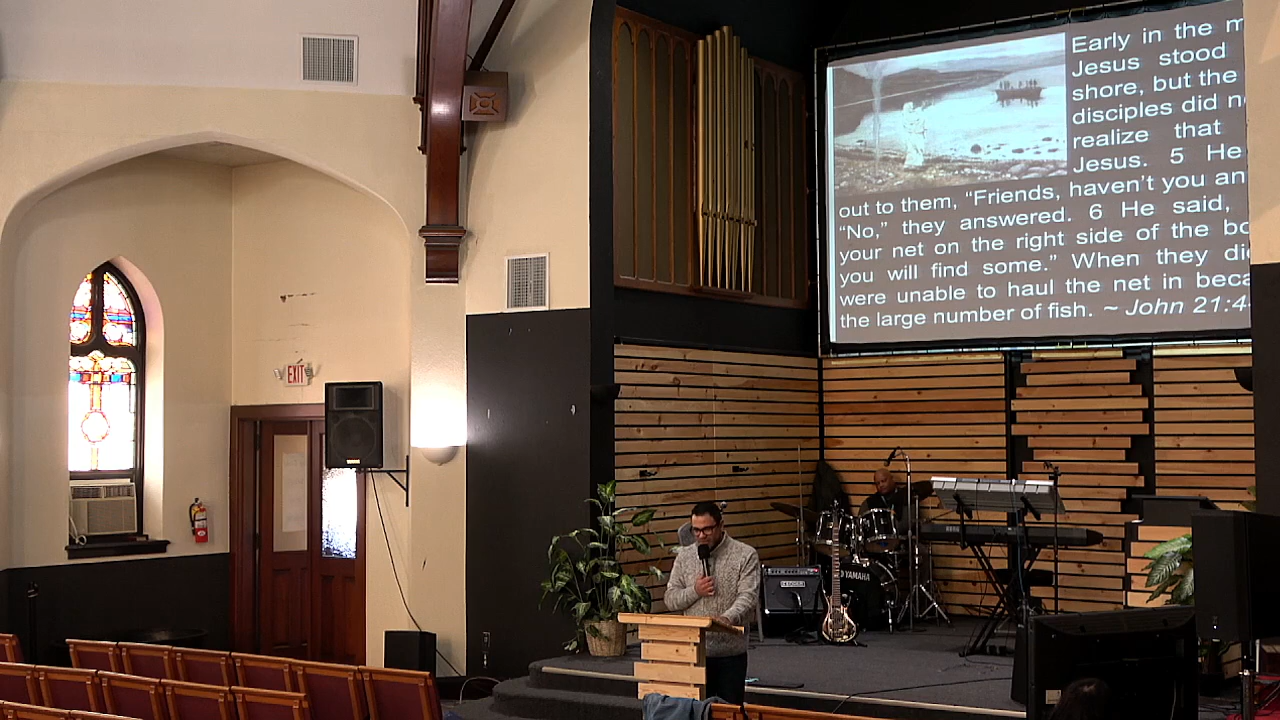 Early in the m
Jesus stood
shore, but the
disciples did n
realize that
Jesus. 5 He
out to them, “Friends, haven’t you an
“No,” they answered. 6 He said,
your net on the right side of the bo
you will find some.” When they di
were unable to haul the net in beca
the large number of fish. ~ John 21:4
EXIT
YAMAHA